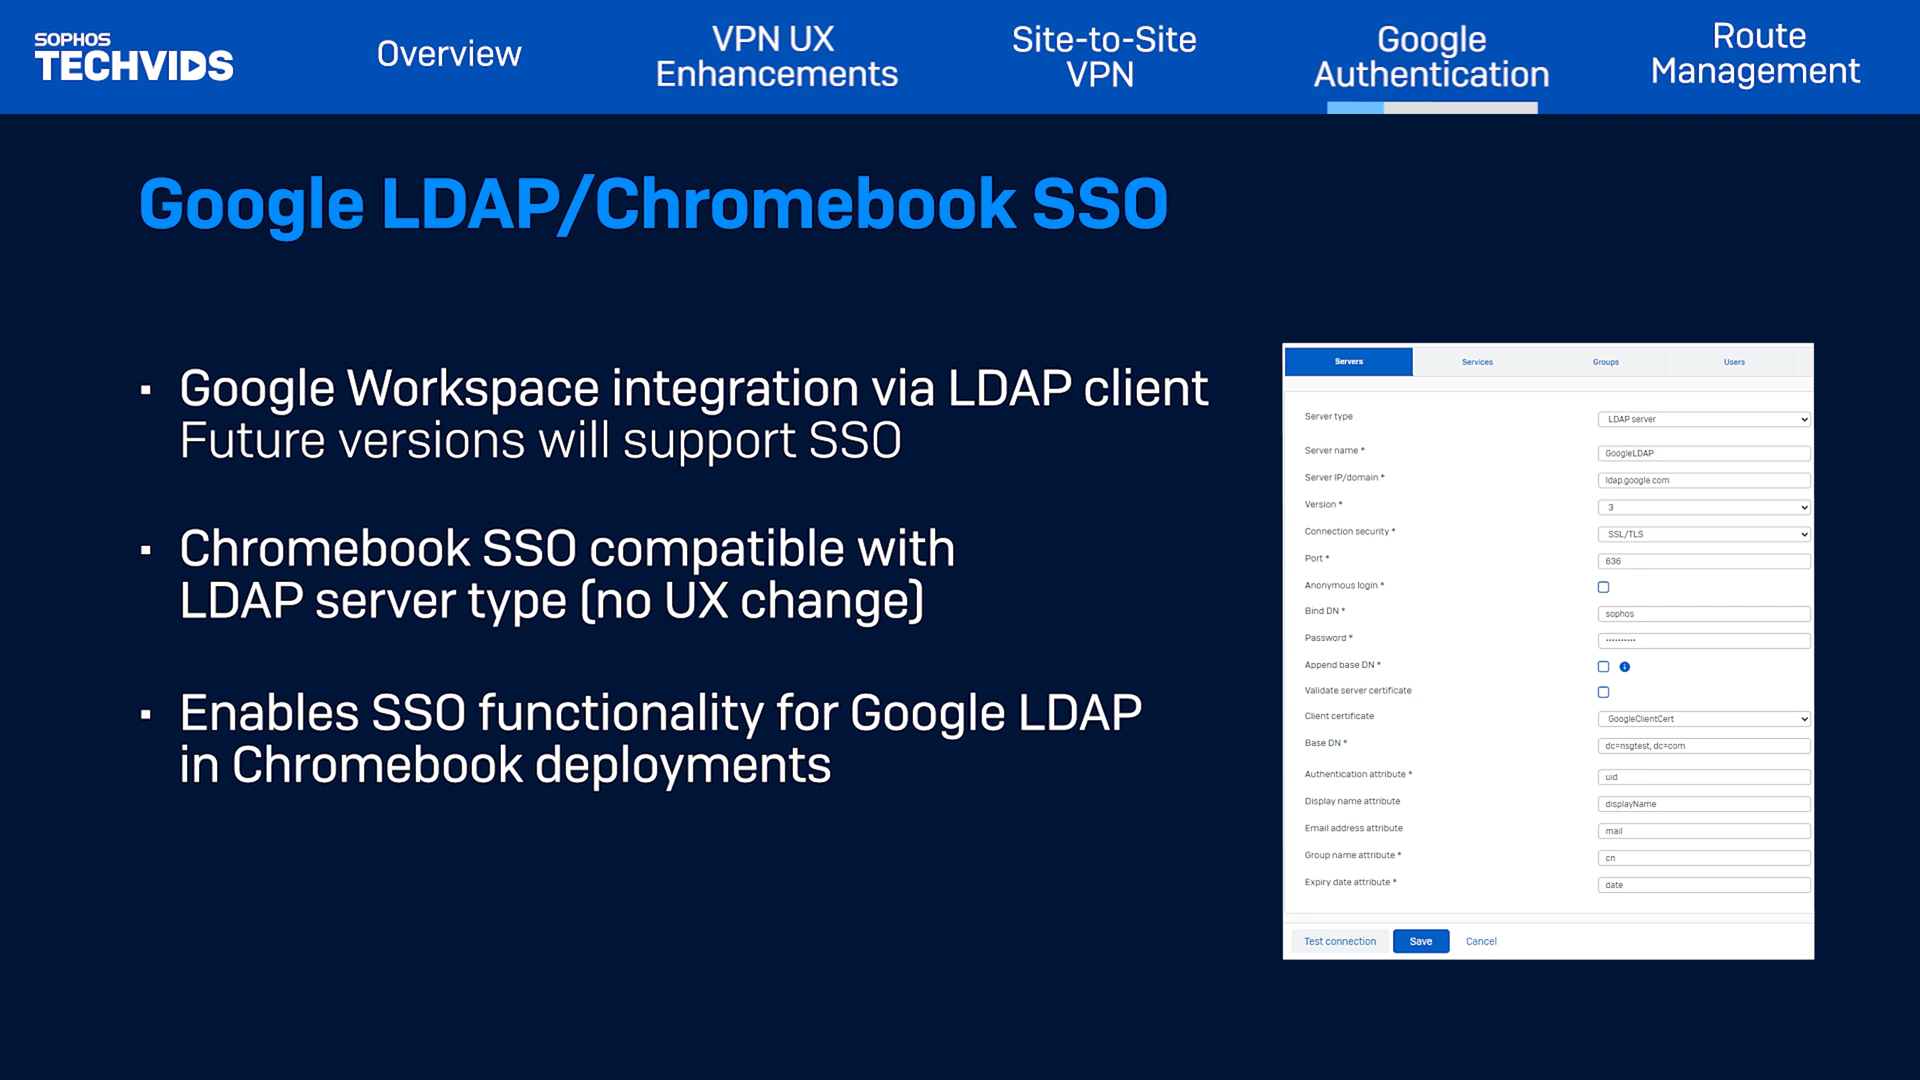 SOPHOS
TECHVIDS
Overview
VPN UX
Enhancements
Site-to-Site
VPN
Google
Authentication
Route
Management
Google LDAP/Chromebook SSO
▪ Google Workspace integration via LDAP client
Future versions will support SSO
▪ Chromebook SSO compatible with
LDAP server type (no UX change)
▪ Enables SSO functionality for Google LDAP
in Chromebook deployments
Servers Services Groups Users
Server type LDAP server
Server name * GoogleLDAP
Server IP/domain * ldap.google.com
Version * 3
Connection security * SSL/TLS
Port * 636
Anonymous login *
Bind DN * sophos
Password * ••••••••••
Append base DN *
Validate server certificate
Client certificate GoogleClientCert
Base DN * dc=nsgtest, dc=com
Authentication attribute * uid
Display name attribute displayName
Email address attribute mail
Group name attribute * cn
Expiry date attribute * date
Test connection Save Cancel